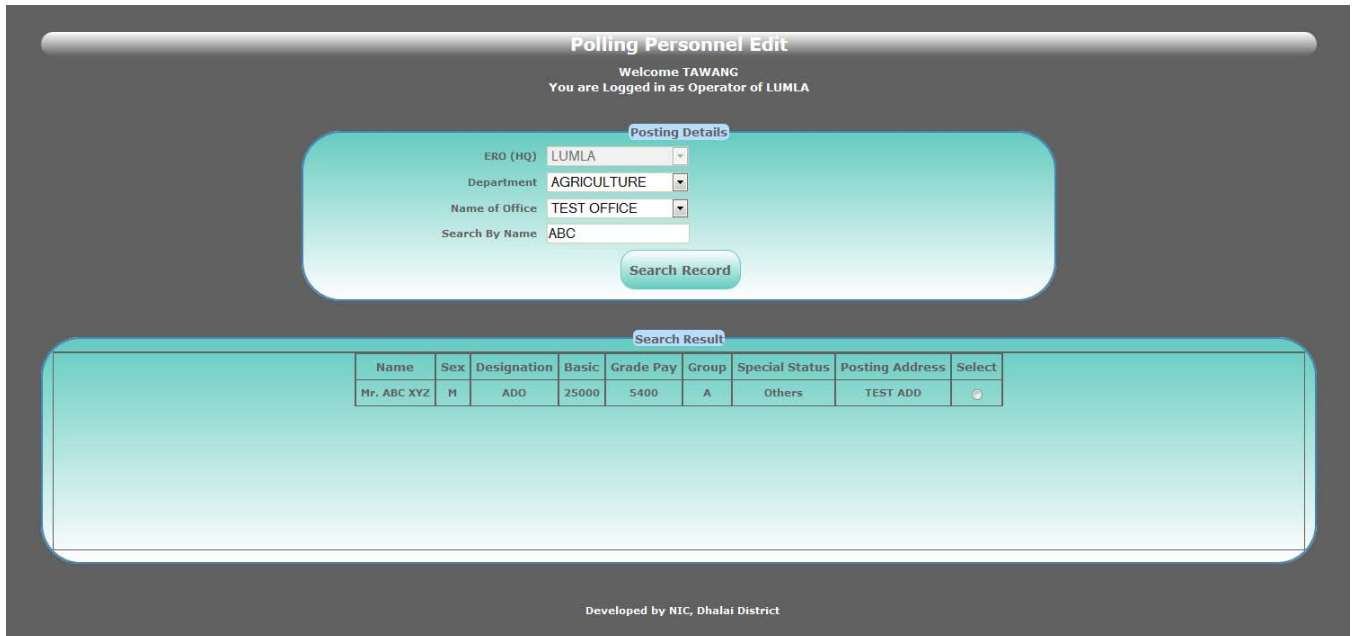 Polling Personnel Edit
Welcome TAWANG
You are Logged in as Operator of LUMLA
Posting Details
ERO (HQ) LUMLA
Department AGRICULTURE
Name of Office TEST OFFICE
Search By Name ABC
Search Record
Search Result
Name Sex Designation Basic Grade Pay Group Special Status Posting Address Select
Mr. ABC XYZ M ADO 25000 5400 A Others TEST ADD
Developed by NIC, Dhalai District